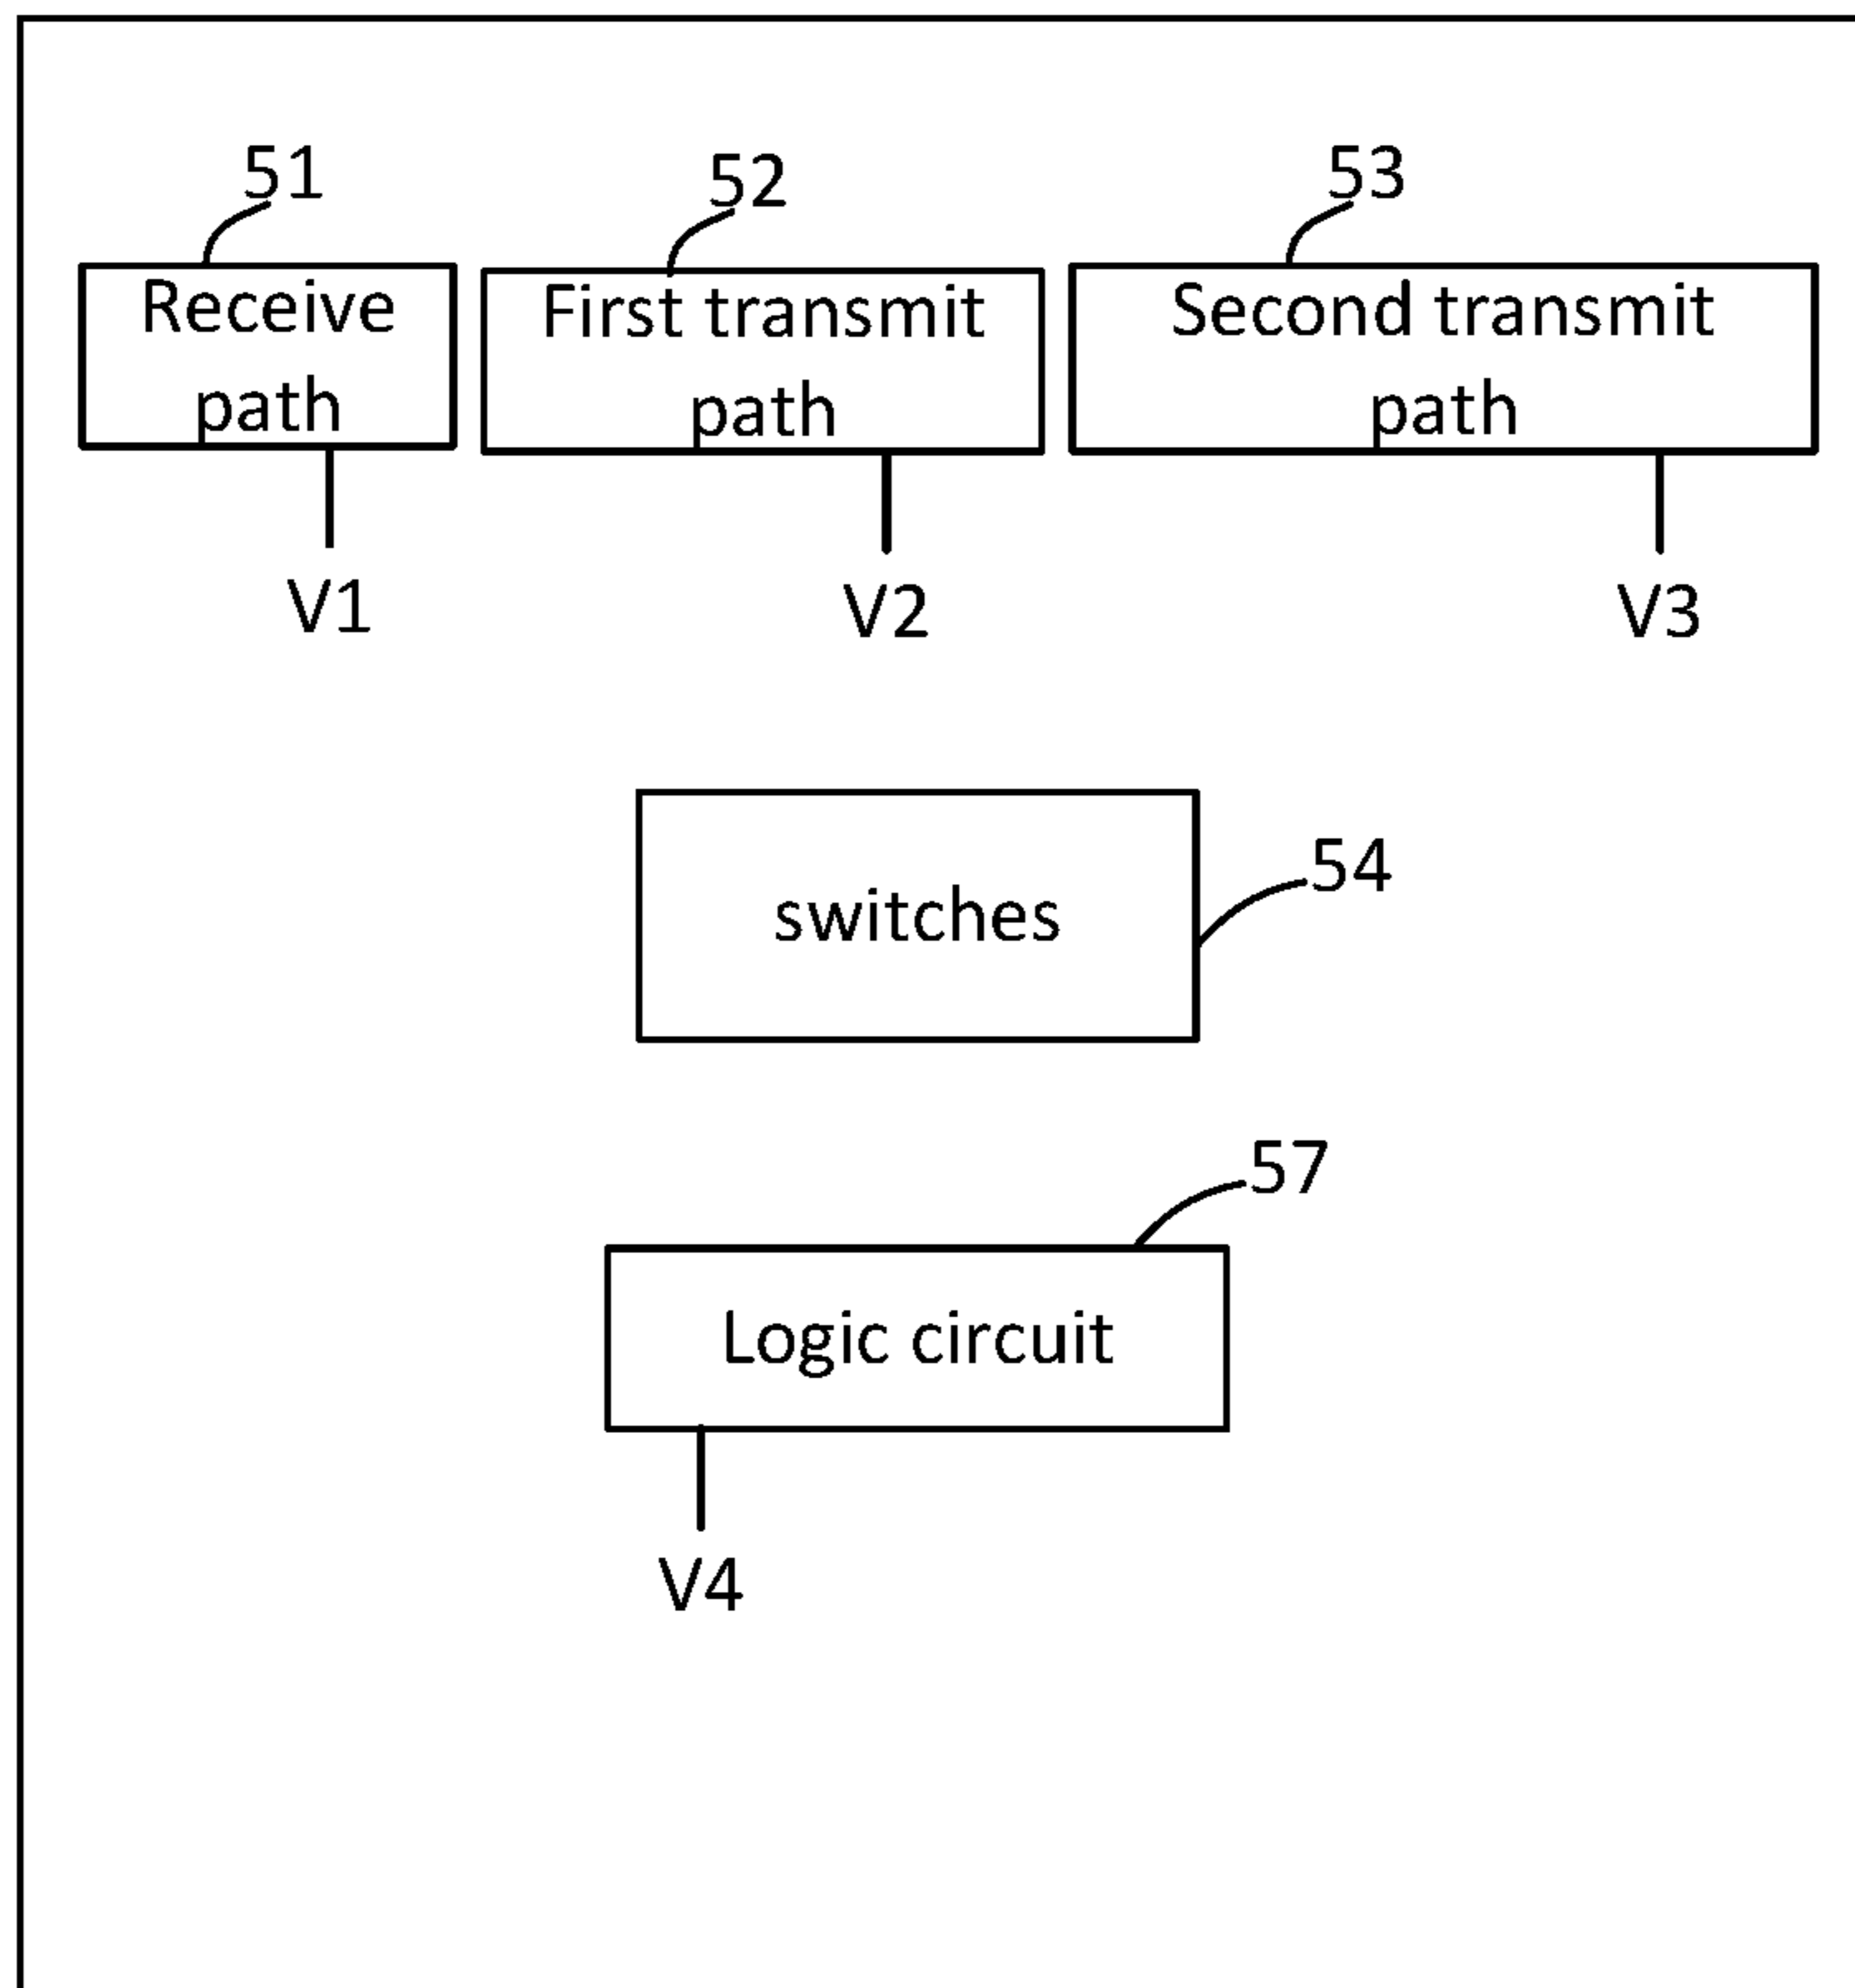 51
52
53
Receive
path
First transmit
path
Second transmit
path
V1
V2
V3
switches
54
57
Logic circuit
V4